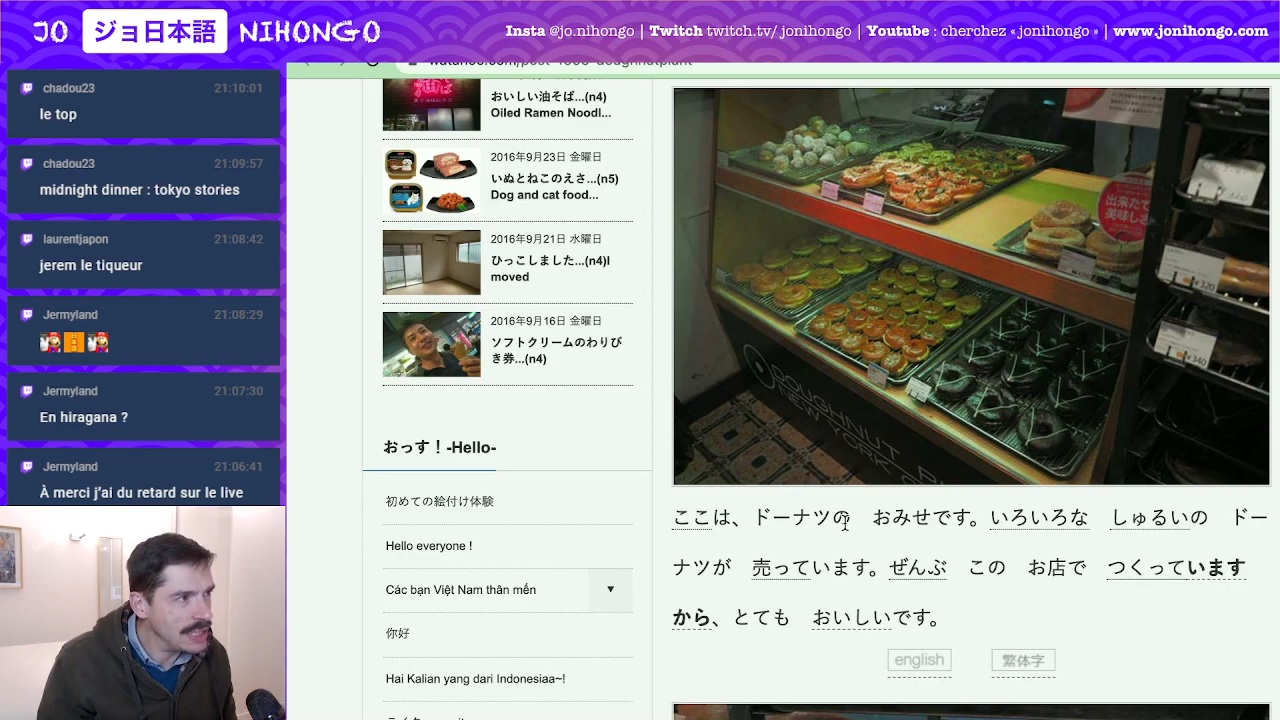 JO ジョ日本語 NIHONGO
Insta @jo.nihongo | Twitch twitch.tv/jonihongo | Youtube : cherchez « jonihongo » | www.jonihongo.com
chadou23 21:10:01
le top
chadou23 21:09:57
midnight dinner : tokyo stories
laurentjapon 21:08:42
jerem le tiqueur
Jermyland 21:08:29
Jermyland 21:07:30
En hiragana ?
Jermyland 21:06:41
À merci j'ai du retard sur le live
おいしい油そば...(n4)
Oiled Ramen Noodl...
2016年9月23日 金曜日
いぬとねこのえさ...(n5)
Dog and cat food...
2016年9月21日 水曜日
ひっこしました...(n4)I
moved
2016年9月16日 金曜日
ソフトクリームのわりび
き券...(n4)
おっす！-Hello-
初めての絵付け体験
Hello everyone !
Các bạn Việt Nam thân mến
你好
Hai Kalian yang dari Indonesiaa~!
出来たて
美味しさ
DOUGHNUT
NEW YORK
ここは、ドーナツの おみせです。いろいろな しゅるいの ドー
ナツが 売っています。ぜんぶ この お店で つくっています
から、とても おいしいです。
english 繁体字